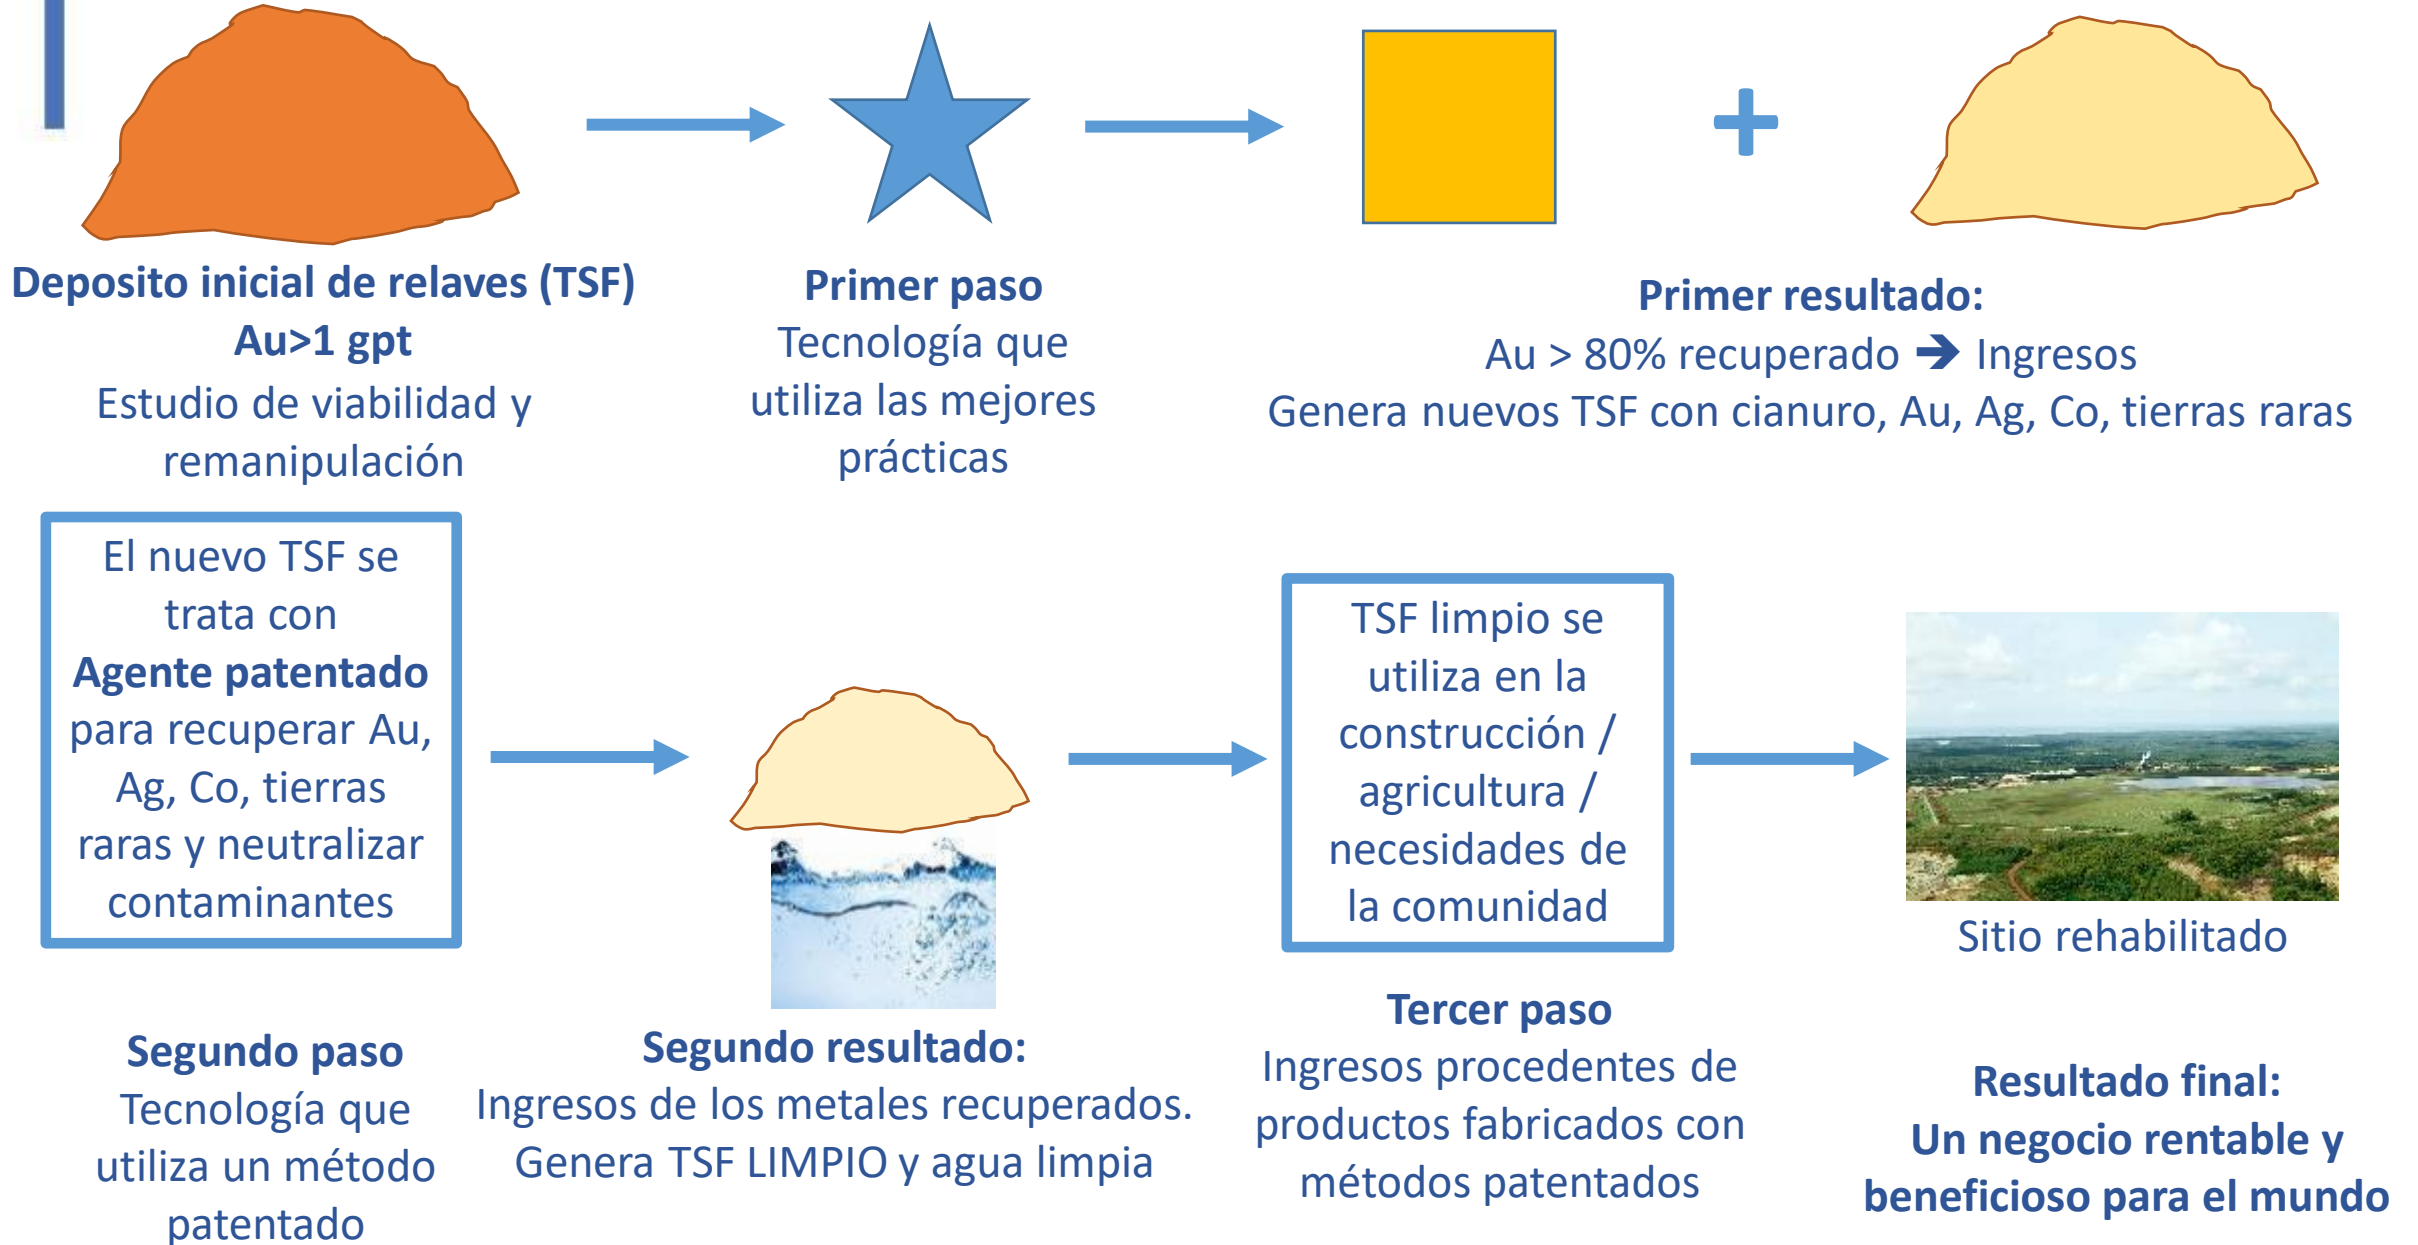 Deposito inicial de relaves (TSF)
Au>1 gpt
Estudio de viabilidad y
remanipulación
Primer paso
Tecnología que
utiliza las mejores
prácticas
Primer resultado:
Au > 80% recuperado ➔ Ingresos
Genera nuevos TSF con cianuro, Au, Ag, Co, tierras raras
El nuevo TSF se
trata con
Agente patentado
para recuperar Au,
Ag, Co, tierras
raras y neutralizar
contaminantes
Segundo paso
Tecnología que
utiliza un método
patentado
Segundo resultado:
Ingresos de los metales recuperados.
Genera TSF LIMPIO y agua limpia
TSF limpio se
utiliza en la
construcción /
agricultura /
necesidades de
la comunidad
Tercer paso
Ingresos procedentes de
productos fabricados con
métodos patentados
Sitio rehabilitado
Resultado final:
Un negocio rentable y
beneficioso para el mundo